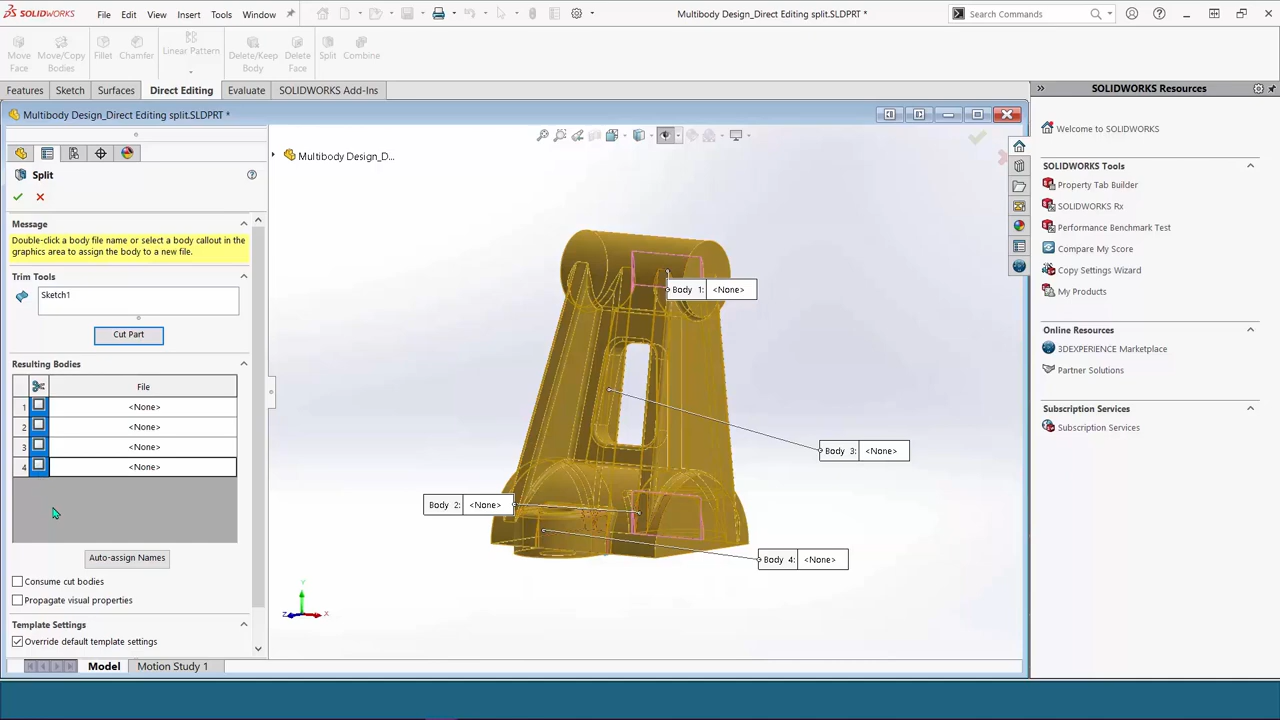 SOLIDWORKS
File
Edit
View
Insert
Tools
Window
Multibody Design_Direct Editing split.SLDPRT *
Search Commands
Move
Face
Move/Copy
Bodies
Fillet
Chamfer
Linear Pattern
Delete/Keep
Body
Delete
Face
Split
Combine
Features
Sketch
Surfaces
Direct Editing
Evaluate
SOLIDWORKS Add-Ins
SOLIDWORKS Resources
Multibody Design_Direct Editing split.SLDPRT *
Welcome to SOLIDWORKS
Multibody Design_D...
SOLIDWORKS Tools
Property Tab Builder
SOLIDWORKS Rx
Performance Benchmark Test
Compare My Score
Copy Settings Wizard
My Products
Online Resources
3DEXPERIENCE Marketplace
Partner Solutions
Subscription Services
Subscription Services
Split
Message
Double-click a body file name or select a body callout in the
graphics area to assign the body to a new file.
Trim Tools
Sketch1
Cut Part
Resulting Bodies
File
1 <None>
2 <None>
3 <None>
4 <None>
Auto-assign Names
Consume cut bodies
Propagate visual properties
Template Settings
Override default template settings
Body 1: <None>
Body 3: <None>
Body 2: <None>
Body 4: <None>
Y
Z
X
Model
Motion Study 1